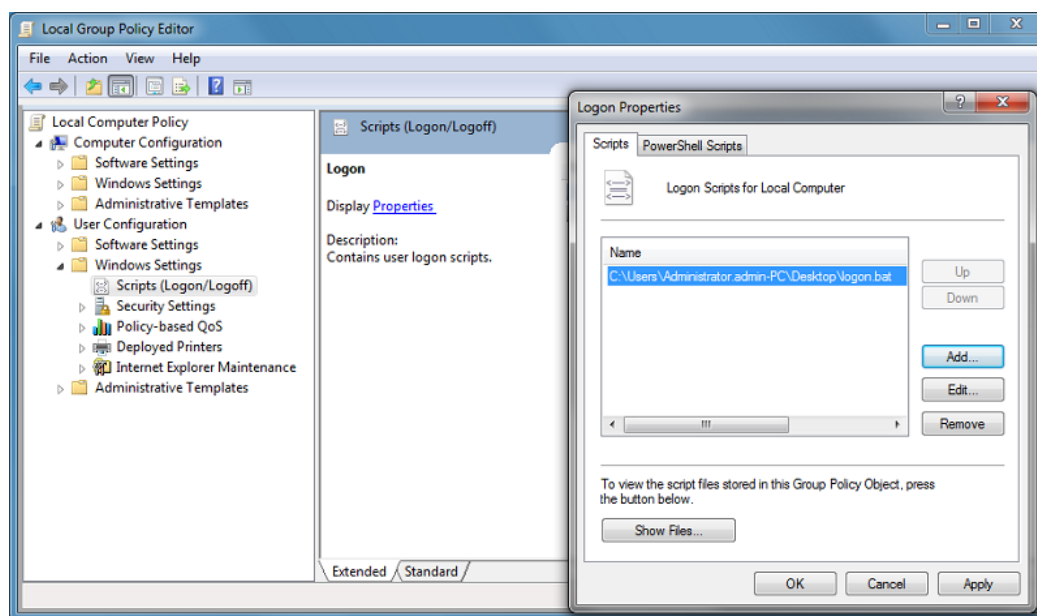 Local Group Policy Editor
File Action View Help
Local Computer Policy
Computer Configuration
Software Settings
Windows Settings
Administrative Templates
User Configuration
Software Settings
Windows Settings
Scripts (Logon/Logoff)
Security Settings
Policy-based QoS
Deployed Printers
Internet Explorer Maintenance
Administrative Templates
Scripts (Logon/Logoff)
Logon
Display Properties
Description:
Contains user logon scripts.
Extended Standard
Logon Properties
Scripts PowerShell Scripts
Logon Scripts for Local Computer
Name
C:\Users\Administrator.admin-PC\Desktop\logon.bat
Up
Down
Add...
Edit...
Remove
To view the script files stored in this Group Policy Object, press
the button below.
Show Files...
OK Cancel Apply